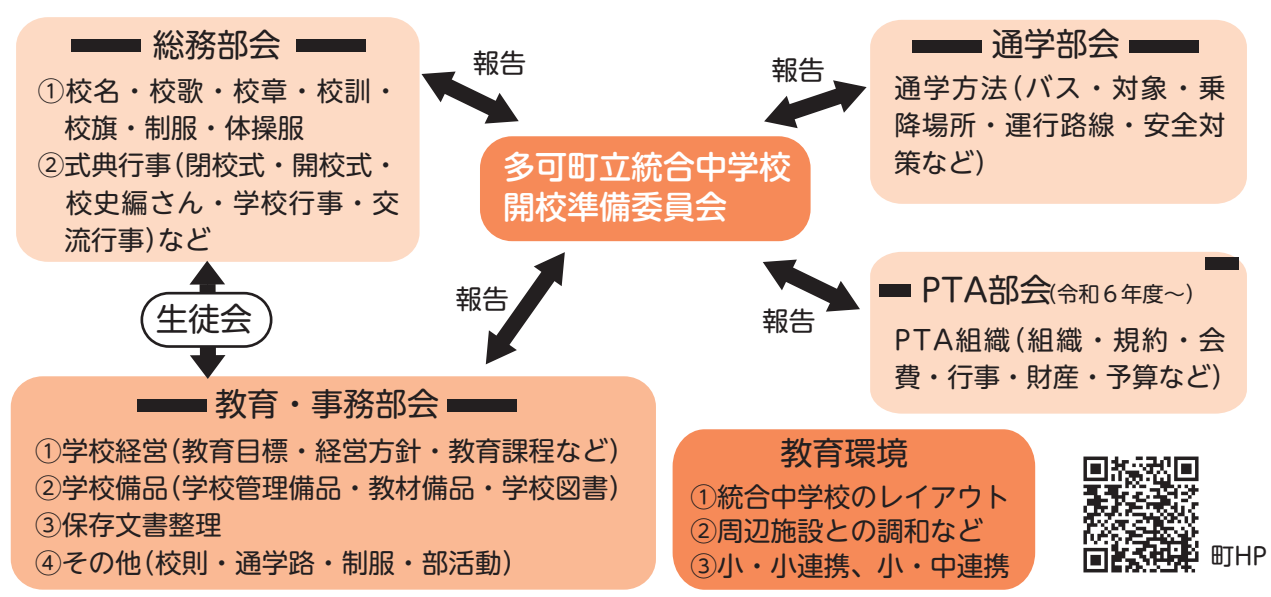 総務部会
①校名・校歌・校章・校訓・
校旗・制服・体操服
②式典行事(閉校式・開校式・
校史編さん・学校行事・交
流行事)など
報告
報告
通学部会
通学方法(バス・対象・乗
降場所・運行路線・安全対
策など)
多可町立統合中学校
開校準備委員会
生徒会
報告
報告
PTA部会(令和6年度～)
PTA組織(組織・規約・会
費・行事・財産・予算など)
教育・事務部会
①学校経営(教育目標・経営方針・教育課程など)
②学校備品(学校管理備品・教材備品・学校図書)
③保存文書整理
④その他(校則・通学路・制服・部活動)
教育環境
①統合中学校のレイアウト
②周辺施設との調和など
③小・小連携、小・中連携
町HP